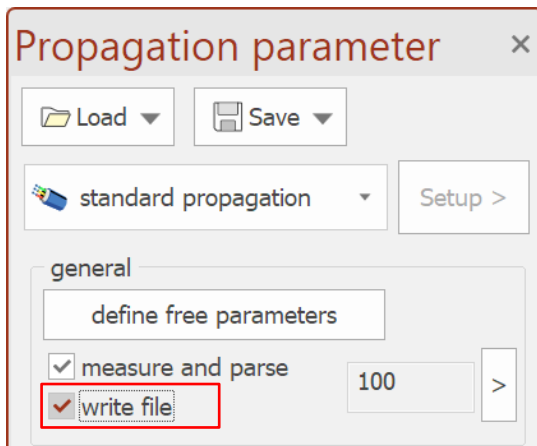 Propagation parameter
Load
Save
standard propagation
Setup >
general
define free parameters
measure and parse
100
>
write file